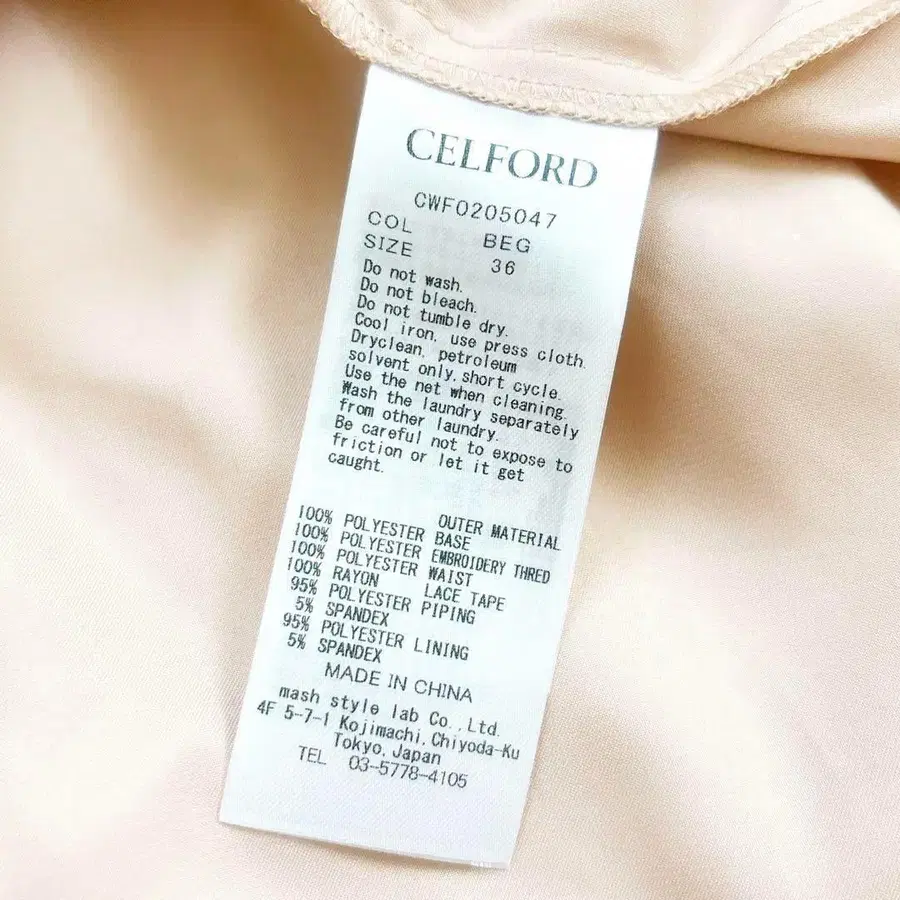 CELFORD
CWF0205047
COL BEG
SIZE 36
Do not wash.
Do not bleach.
Do not tumble dry.
Cool iron, use press cloth.
Dryclean, petroleum
solvent only, short cycle.
Use the net when cleaning.
Wash the laundry separately
from other laundry.
Be careful not to expose to
friction or let it get
caught.
OUTER MATERIAL
100% POLYESTER BASE
100% POLYESTER EMBROIDERY THRED
100% POLYESTER WAIST
100% RAYON LACE TAPE
95% POLYESTER PIPING
5% SPANDEX
95% POLYESTER LINING
5% SPANDEX
MADE IN CHINA
mash style lab Co.,Ltd.
4F 5-7-1 Kojimachi, Chiyoda-Ku
Tokyo, Japan
TEL 03-5778-4105